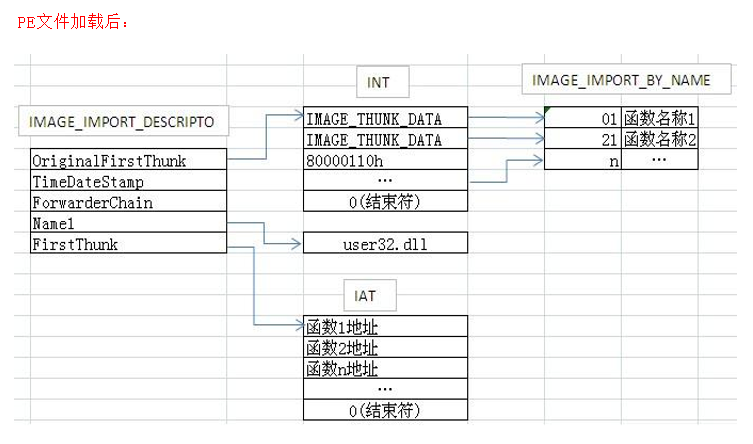 PE文件加载后：
INT
IMAGE_IMPORT_BY_NAME
IMAGE_IMPORT_DESCRIPTO
IMAGE_THUNK_DATA
01 函数名称1
IMAGE_THUNK_DATA
21 函数名称2
OriginalFirstThunk
80000110h
n …
TimeDateStamp
…
ForwarderChain
0(结束符)
Name1
FirstThunk
user32.dll
IAT
函数1地址
函数2地址
函数n地址
…
0(结束符)